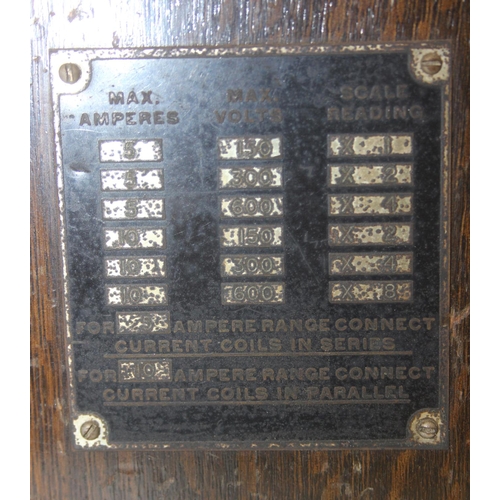 MAX. MAX. SCALE
AMPERES VOLTS READING
5 150 X 1
5 300 X 2
5 600 X 4
10 150 X 2
10 300 X 4
10 600 X 8
FOR 5 AMPERE RANGE CONNECT
CURRENT COILS IN SERIES
FOR 10 AMPERE RANGE CONNECT
CURRENT COILS IN PARALLEL